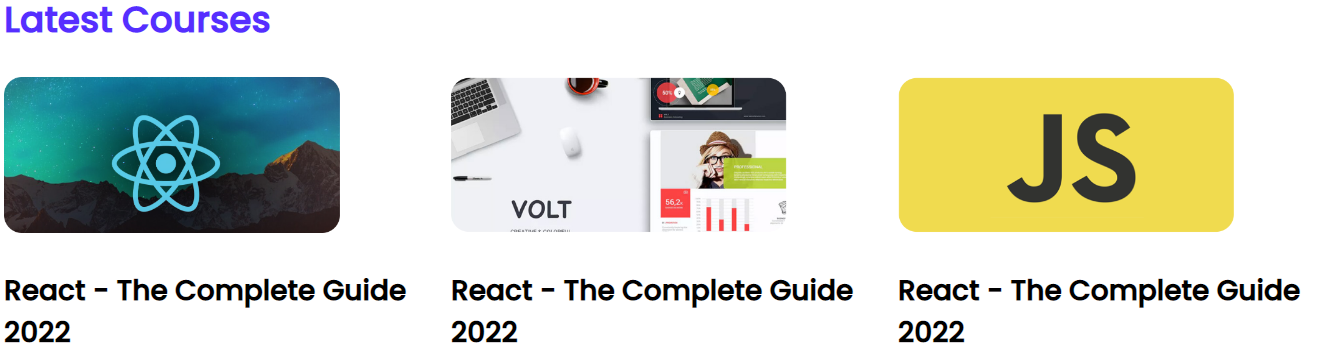 Latest Courses
VOLT
JS
React - The Complete Guide
2022
React - The Complete Guide
2022
React - The Complete Guide
2022